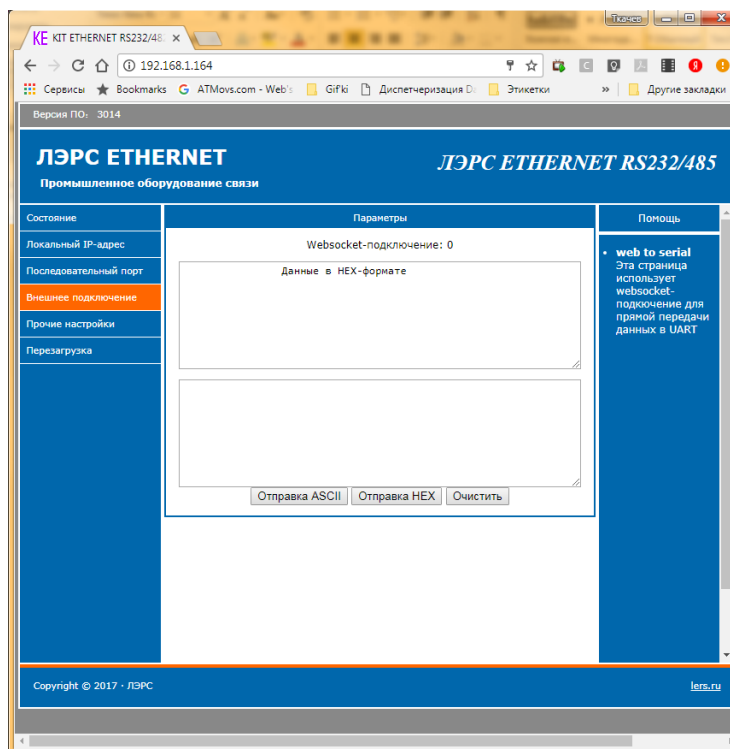 Ткачев
KIT ETHERNET RS232/48
192.168.1.164
Сервисы
Bookmarks
ATMovs.com - Web's
Gif'ki
Диспетчеризация D
Этикетки
»
Другие закладки
Версия ПО: 3014
ЛЭРС ETHERNET
Промышленное оборудование связи
ЛЭРС ETHERNET RS232/485
Состояние
Локальный IP-адрес
Последовательный порт
Внешнее подключение
Прочие настройки
Перезагрузка
Параметры
Websocket-подключение: 0
Данные в HEX-формате
Отправка ASCII
Отправка HEX
Очистить
Помощь
• web to serial
Эта страница
использует
websocket-
подкючение для
прямой передачи
данных в UART
Copyright © 2017 · ЛЭРС
lers.ru